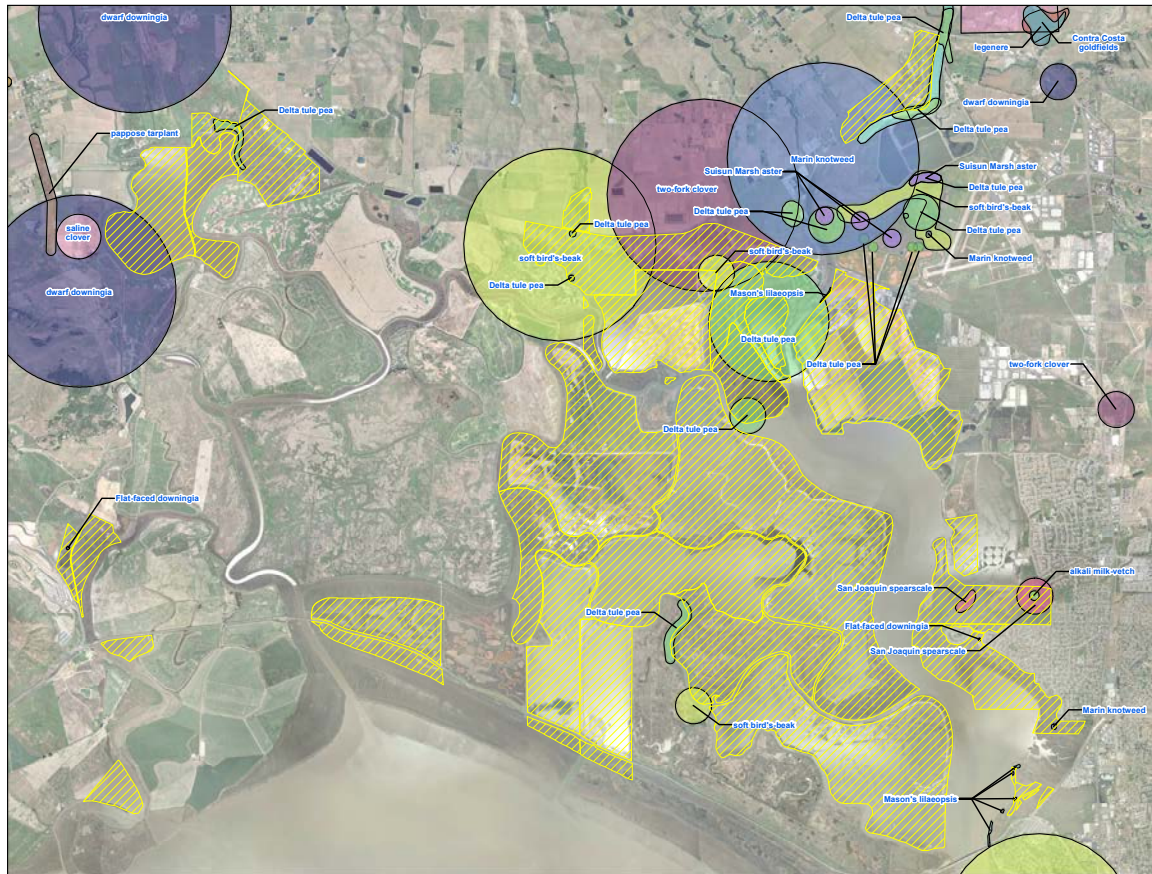 dwarf downingia
Delta tule pea
legenere
Contra Costa
goldfields
dwarf downingia
Delta tule pea
pappose tarplant
Delta tule pea
Marin knotweed
Suisun Marsh aster
Suisun Marsh aster
two-fork clover
Delta tule pea
soft bird's-beak
Delta tule pea
Delta tule pea
Delta tule pea
saline
clover
soft bird's-beak
soft bird's-beak
Marin knotweed
Delta tule pea
Mason's lilaeopsis
dwarf downingia
Delta tule pea
Delta tule pea
two-fork clover
Delta tule pea
Flat-faced downingia
alkali milk-vetch
San Joaquin spearscale
Delta tule pea
Flat-faced downingia
San Joaquin spearscale
Marin knotweed
soft bird's-beak
Mason's lilaeopsis